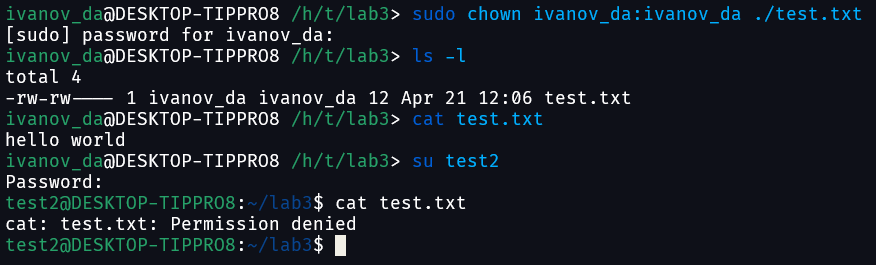 ivanov_da@DESKTOP-TIPPRO8 /h/t/lab3> sudo chown ivanov_da:ivanov_da ./test.txt
[sudo] password for ivanov_da:
ivanov_da@DESKTOP-TIPPRO8 /h/t/lab3> ls -l
total 4
-rw-rw---- 1 ivanov_da ivanov_da 12 Apr 21 12:06 test.txt
ivanov_da@DESKTOP-TIPPRO8 /h/t/lab3> cat test.txt
hello world
ivanov_da@DESKTOP-TIPPRO8 /h/t/lab3> su test2
Password:
test2@DESKTOP-TIPPRO8:~/lab3$ cat test.txt
cat: test.txt: Permission denied
test2@DESKTOP-TIPPRO8:~/lab3$